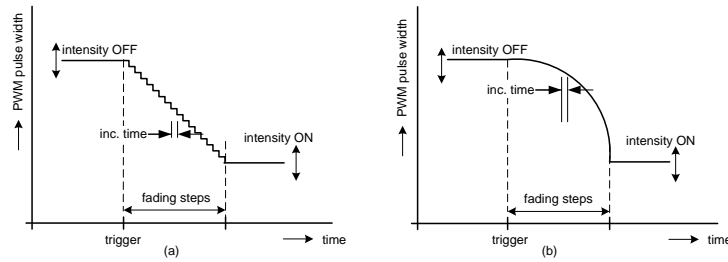 PWM pulse width
intensity OFF
inc. time
intensity ON
fading steps
trigger
time
(a)
PWM pulse width
intensity OFF
inc. time
intensity ON
fading steps
trigger
time
(b)